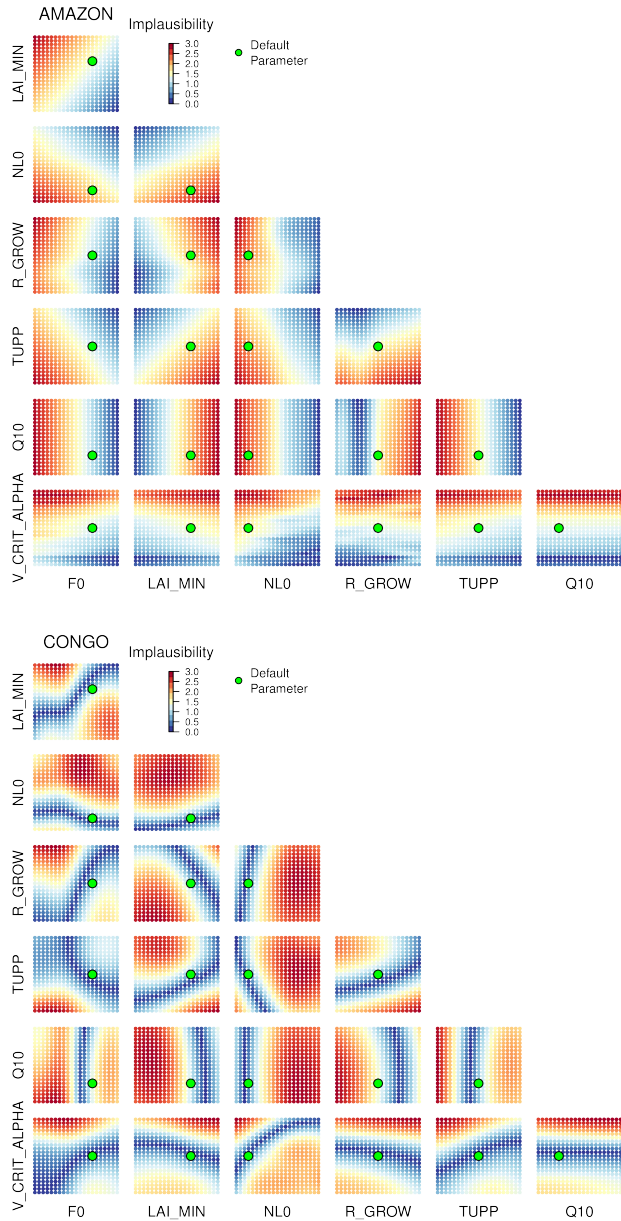 AMAZON
Implausibility
3.0
2.5
2.0
1.5
1.0
0.5
0.0
Default
Parameter
LAI_MIN
NL0
R_GROW
TUPP
Q10
V_CRIT_ALPHA
F0 LAI_MIN NL0 R_GROW TUPP Q10
CONGO
Implausibility
3.0
2.5
2.0
1.5
1.0
0.5
0.0
Default
Parameter
LAI_MIN
NL0
R_GROW
TUPP
Q10
V_CRIT_ALPHA
F0 LAI_MIN NL0 R_GROW TUPP Q10